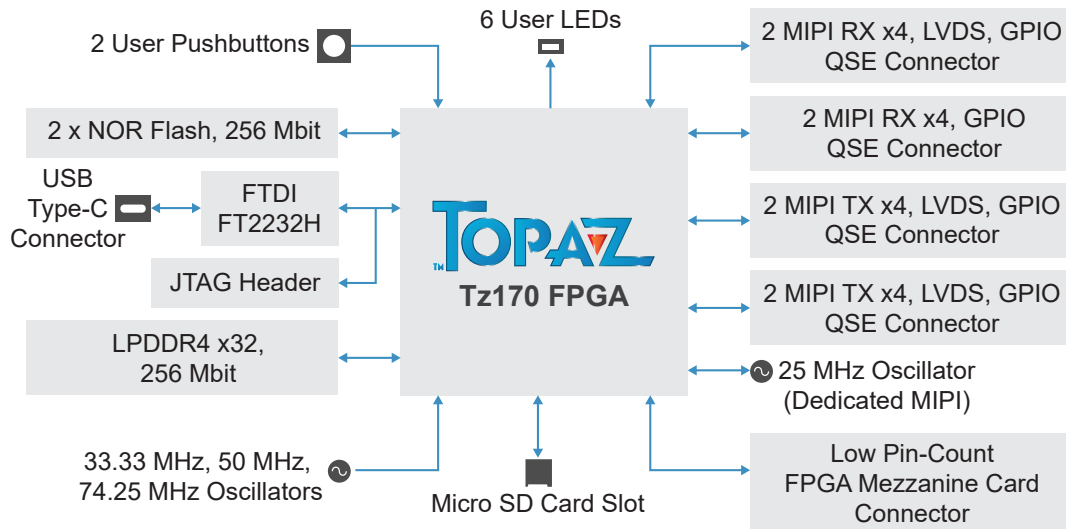 6 User LEDs
2 User Pushbuttons
2 x NOR Flash, 256 Mbit
USB
Type-C
Connector
FTDI
FT2232H
JTAG Header
LPDDR4 x32,
256 Mbit
33.33 MHz, 50 MHz,
74.25 MHz Oscillators
TOPAZ
TM
Tz170 FPGA
Micro SD Card Slot
2 MIPI RX x4, LVDS, GPIO
QSE Connector
2 MIPI RX x4, GPIO
QSE Connector
2 MIPI TX x4, LVDS, GPIO
QSE Connector
2 MIPI TX x4, LVDS, GPIO
QSE Connector
25 MHz Oscillator
(Dedicated MIPI)
Low Pin-Count
FPGA Mezzanine Card
Connector